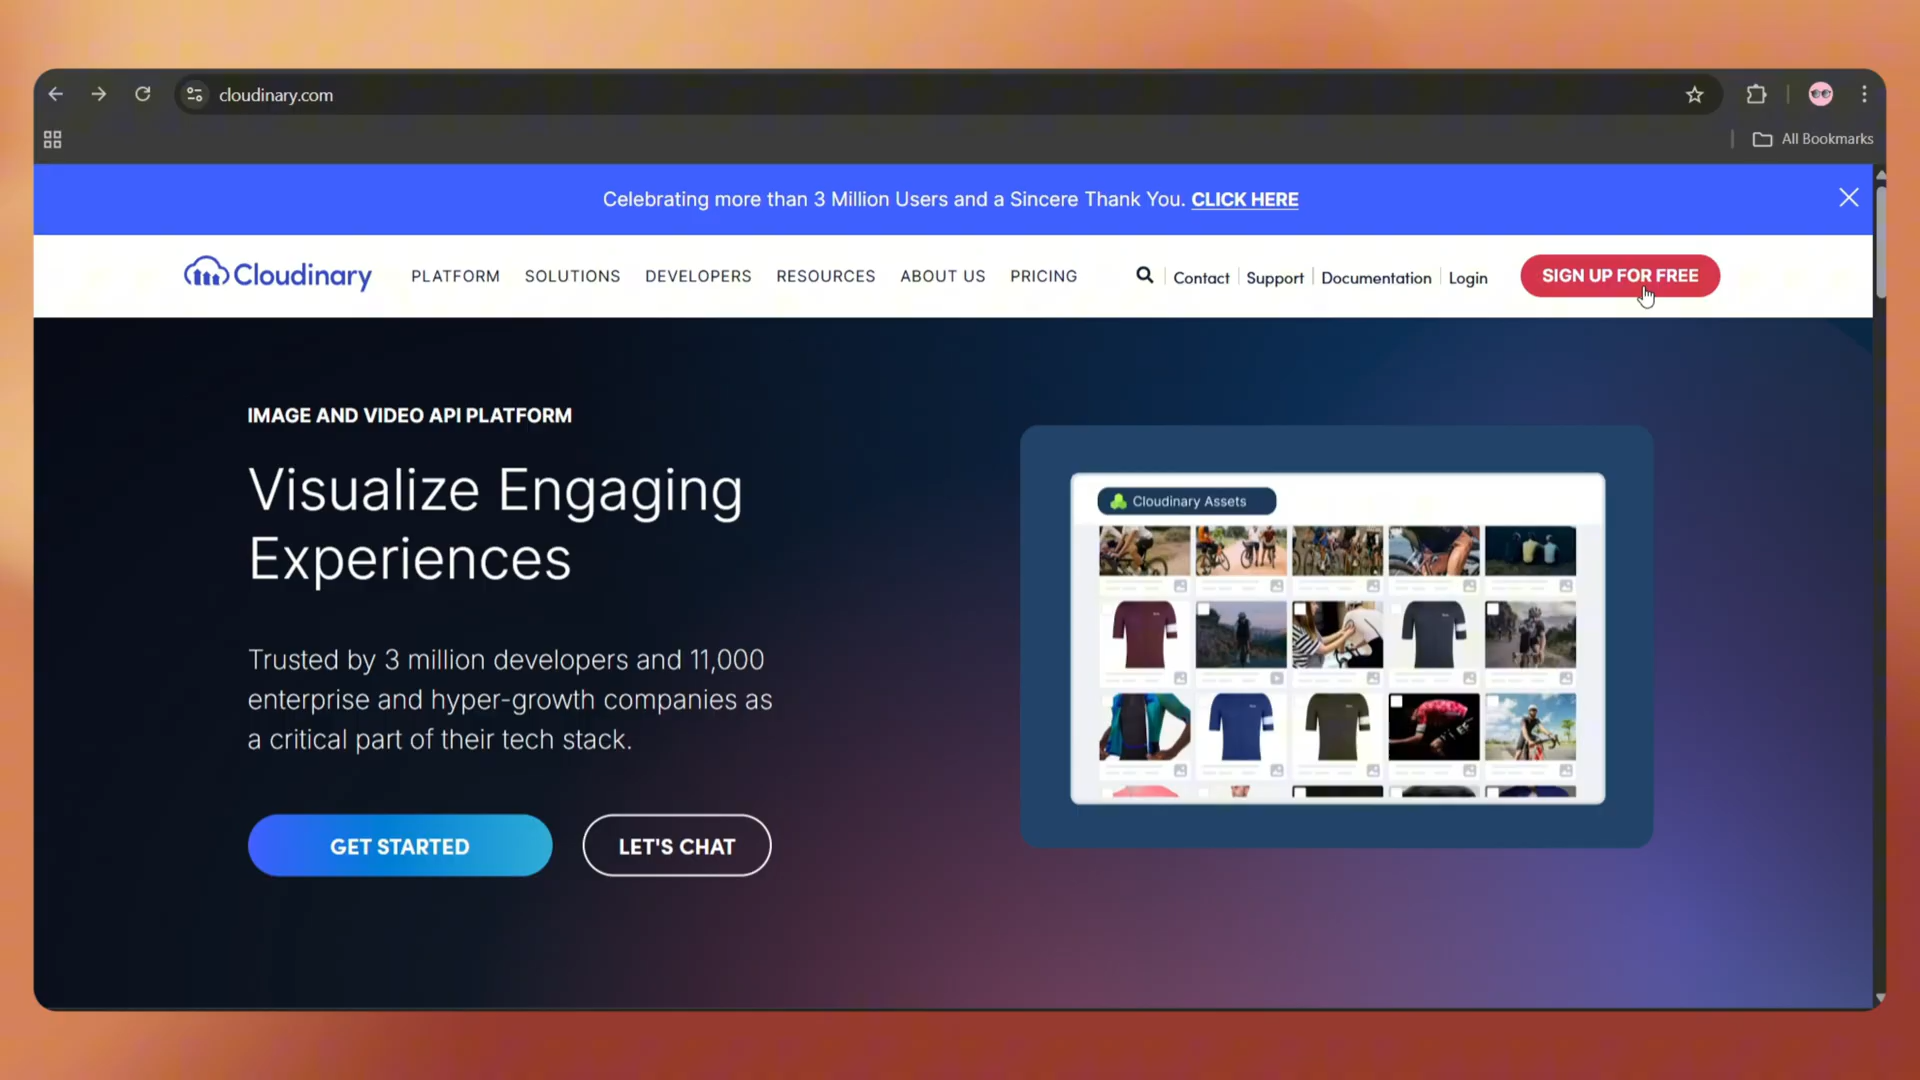 cloudinary.com
All Bookmarks
Celebrating more than 3 Million Users and a Sincere Thank You. CLICK HERE
Cloudinary PLATFORM SOLUTIONS DEVELOPERS RESOURCES ABOUT US PRICING Contact Support Documentation Login SIGN UP FOR FREE
IMAGE AND VIDEO API PLATFORM
Visualize Engaging
Experiences
Trusted by 3 million developers and 11,000
enterprise and hyper-growth companies as
a critical part of their tech stack.
GET STARTED LET'S CHAT
Cloudinary Assets